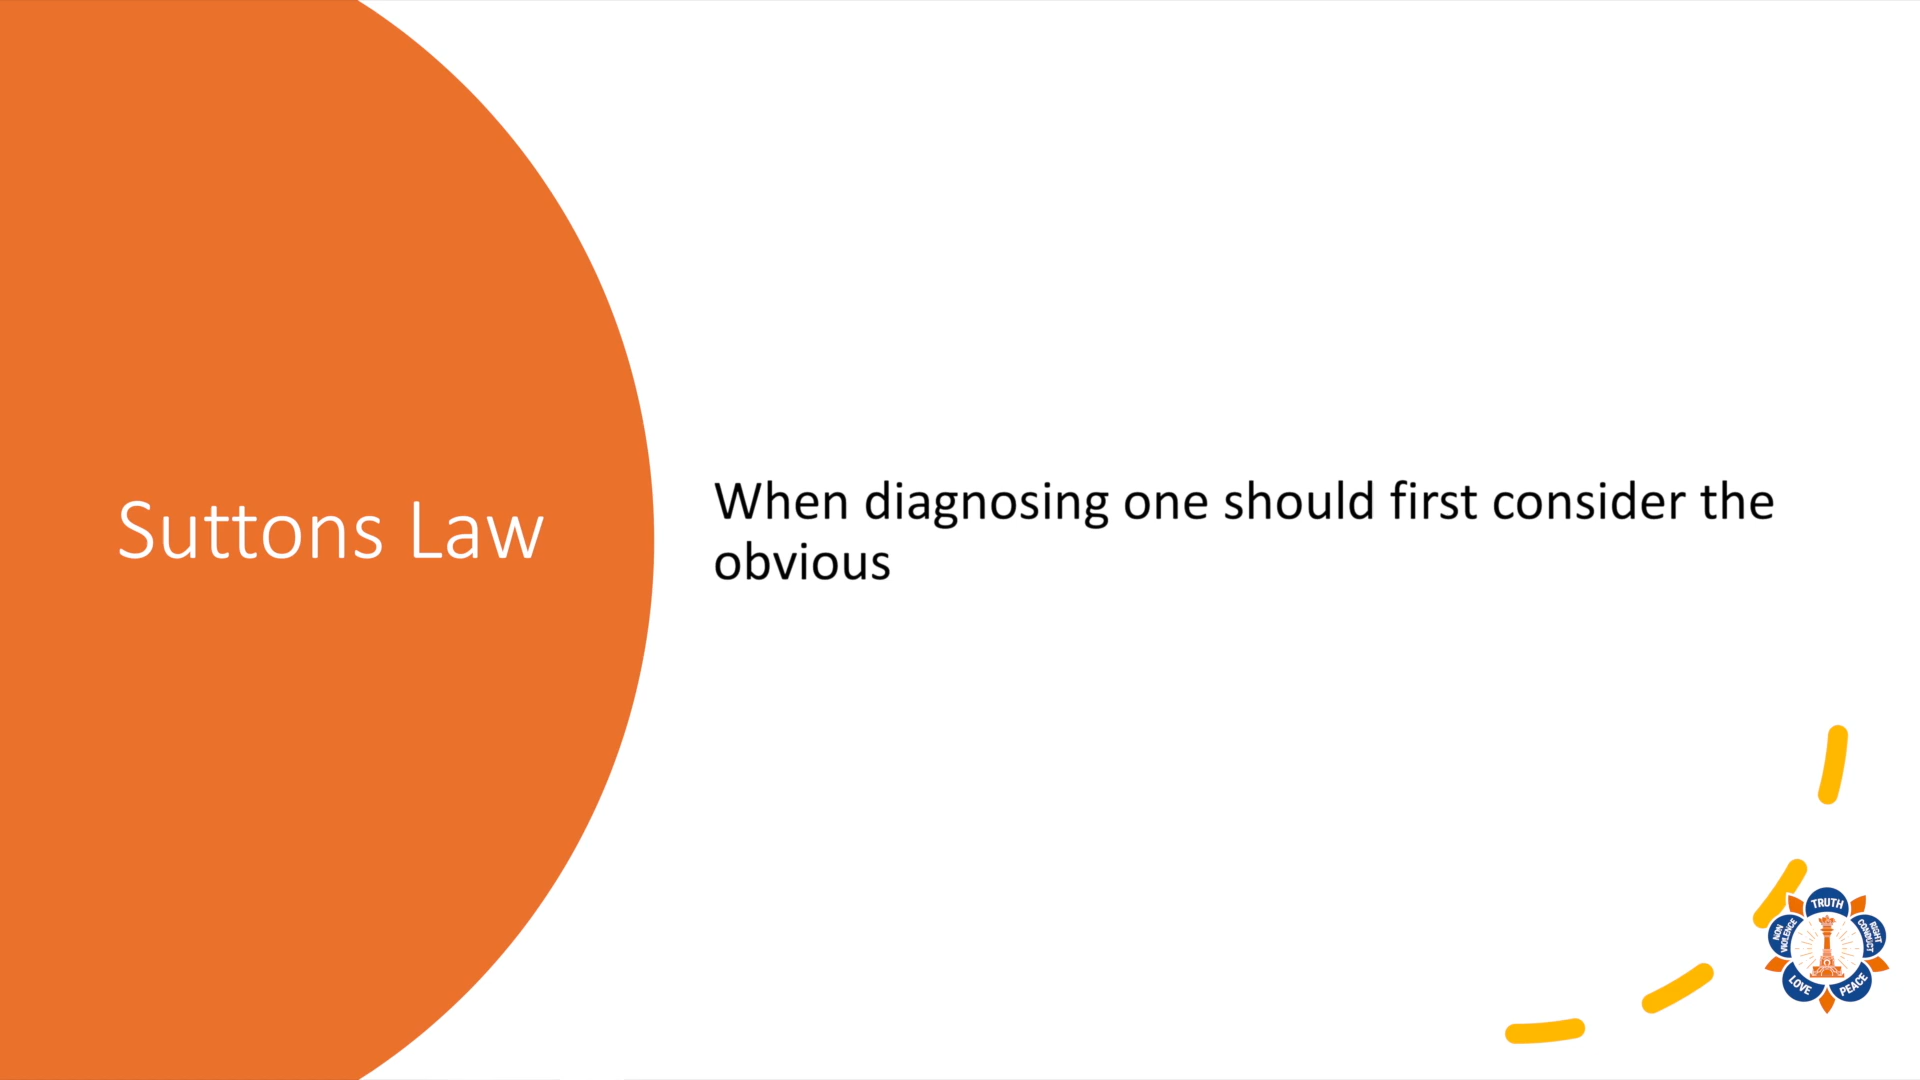 Suttons Law
When diagnosing one should first consider the
obvious
TRUTH
NON
VIOLENCE
RIGHT
CONDUCT
LOVE
PEACE